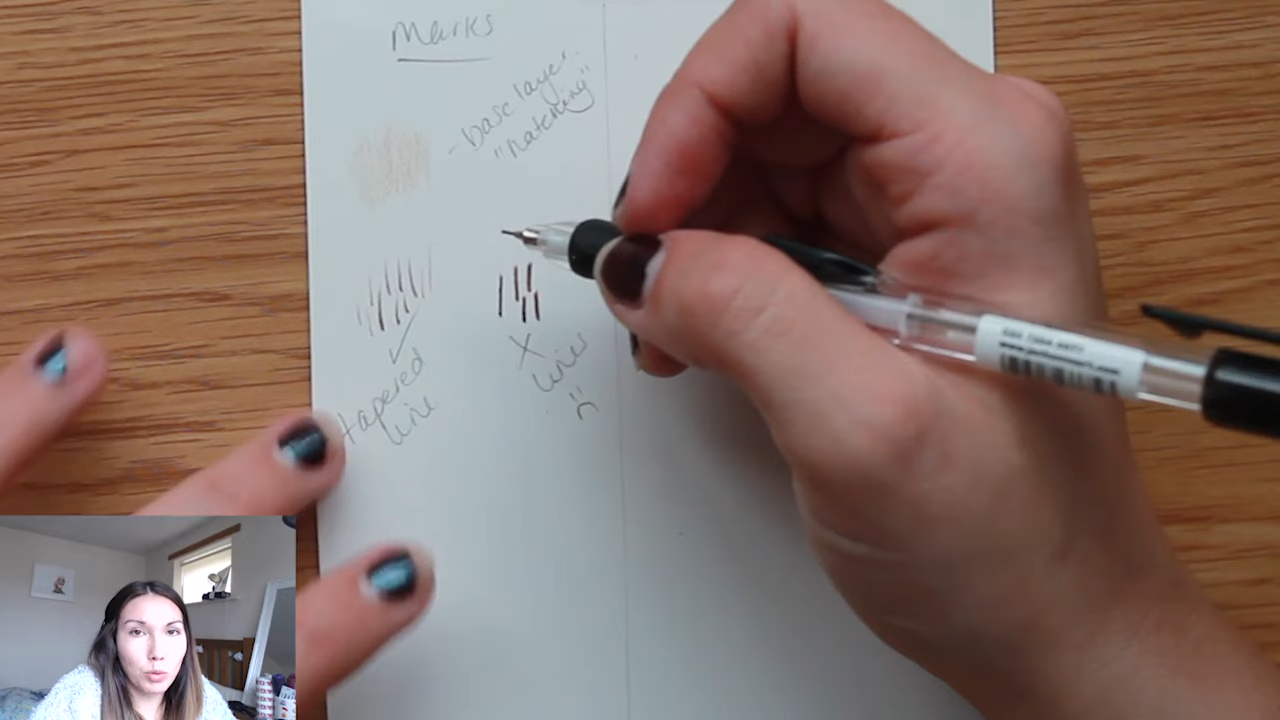 Marks
- base layer.
"hatching"
✓
tapered
line
X
lines